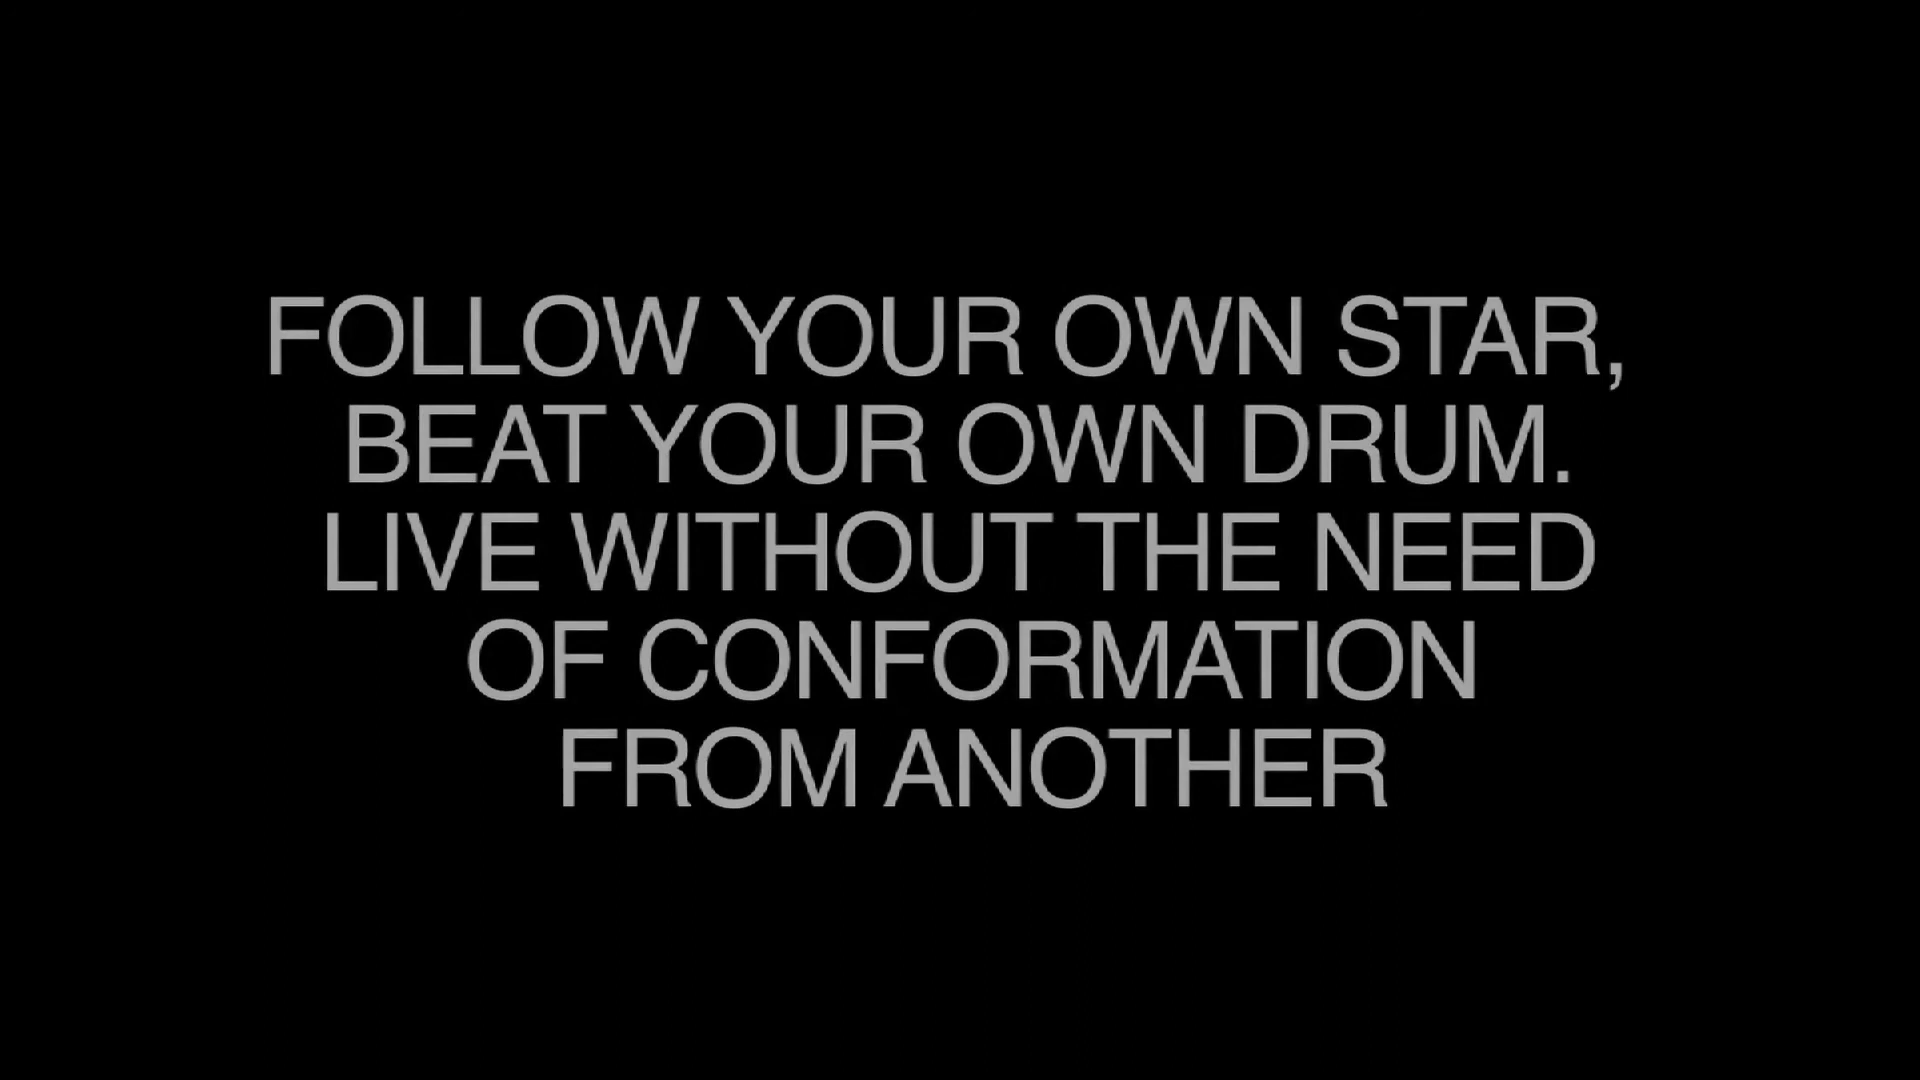 FOLLOW YOUR OWN STAR,
BEAT YOUR OWN DRUM.
LIVE WITHOUT THE NEED
OF CONFORMATION
FROM ANOTHER